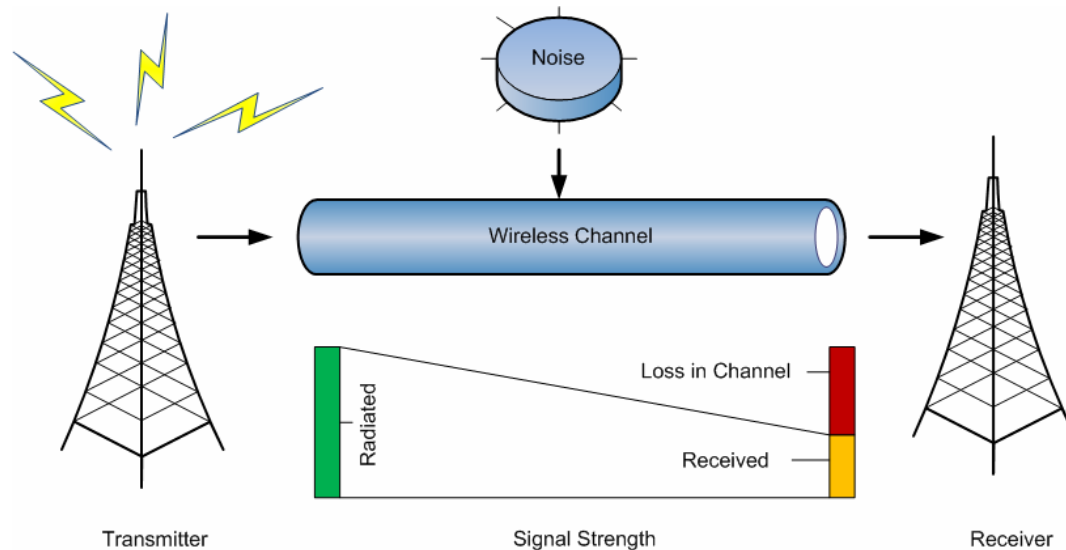 Noise
Wireless Channel
Loss in Channel
Radiated
Received
Transmitter
Signal Strength
Receiver